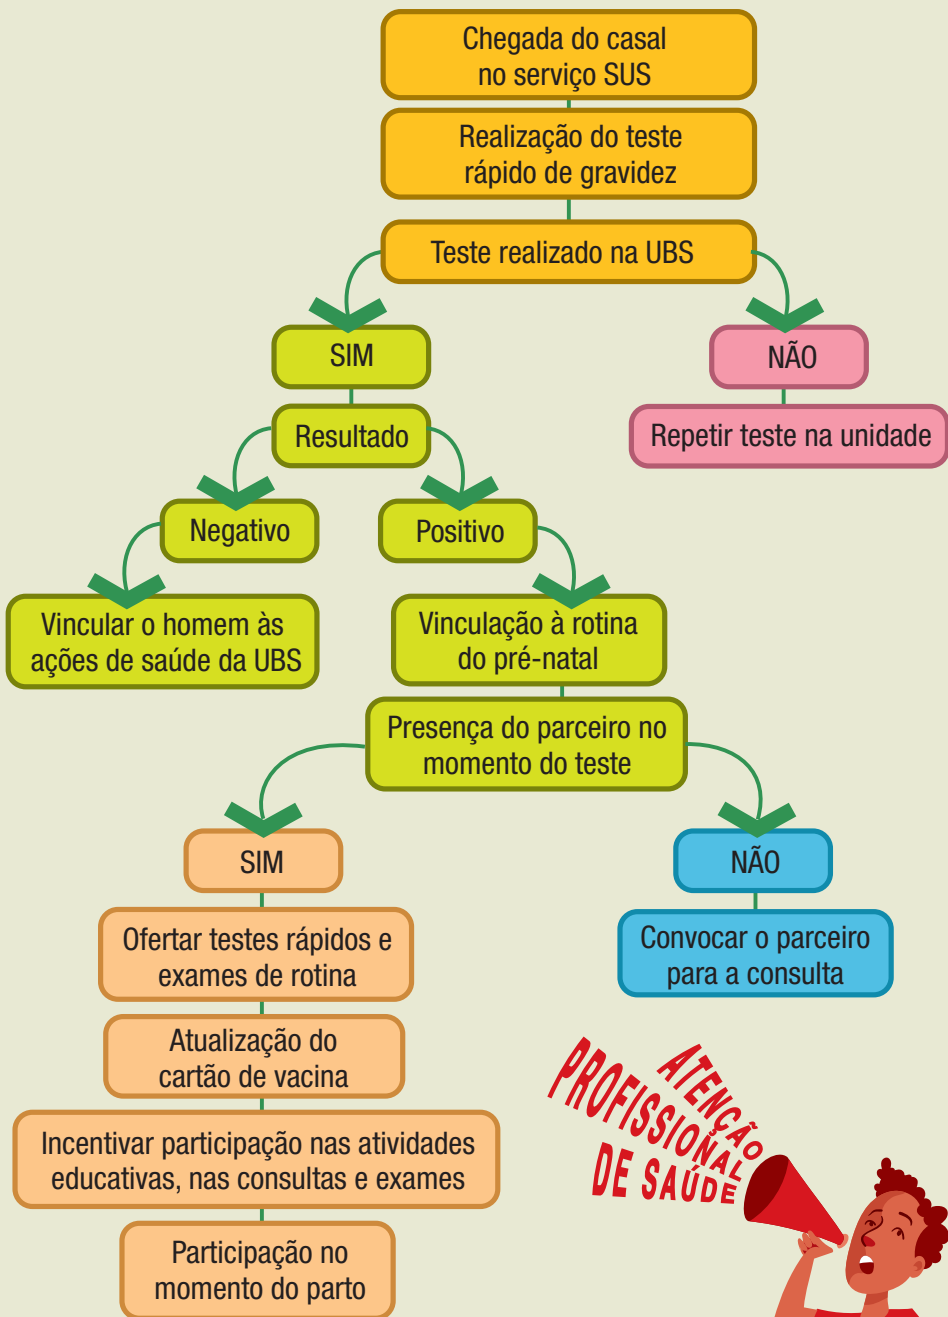 Chegada do casal
no serviço SUS
Realização do teste
rápido de gravidez
Teste realizado na UBS
SIM
NÃO
Resultado
Repetir teste na unidade
Negativo
Positivo
Vincular o homem às
ações de saúde da UBS
Vinculação à rotina
do pré-natal
Presença do parceiro no
momento do teste
SIM
NÃO
Ofertar testes rápidos e
exames de rotina
Convocar o parceiro
para a consulta
Atualização do
cartão de vacina
Incentivar participação nas atividades
educativas, nas consultas e exames
Participação no
momento do parto
ATENÇÃO
PROFISSIONAL
DE SAÚDE